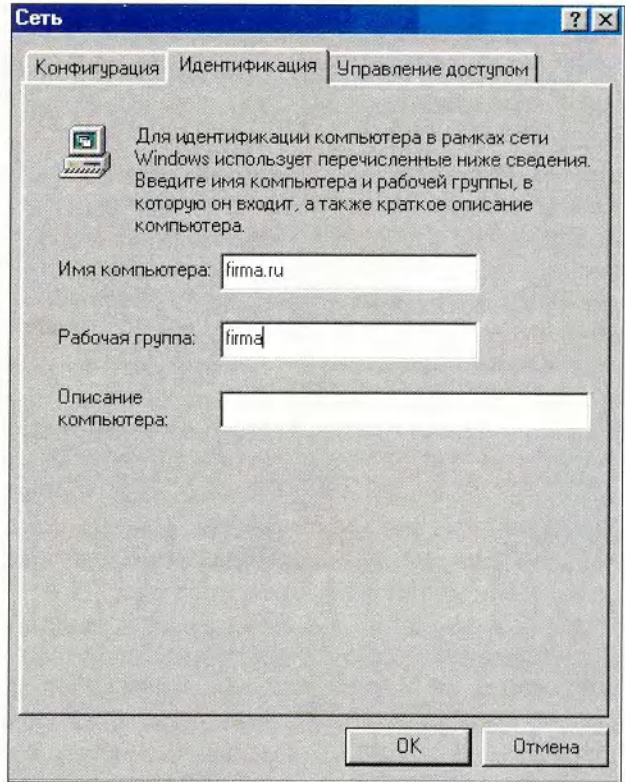 Сеть
Конфигурация
Идентификация
Управление доступом
Для идентификации компьютера в рамках сети
Windows использует перечисленные ниже сведения.
Введите имя компьютера и рабочей группы, в
которую он входит, а также краткое описание
компьютера.
Имя компьютера: firma.ru
Рабочая группа: firma
Описание
компьютера:
OK
Отмена